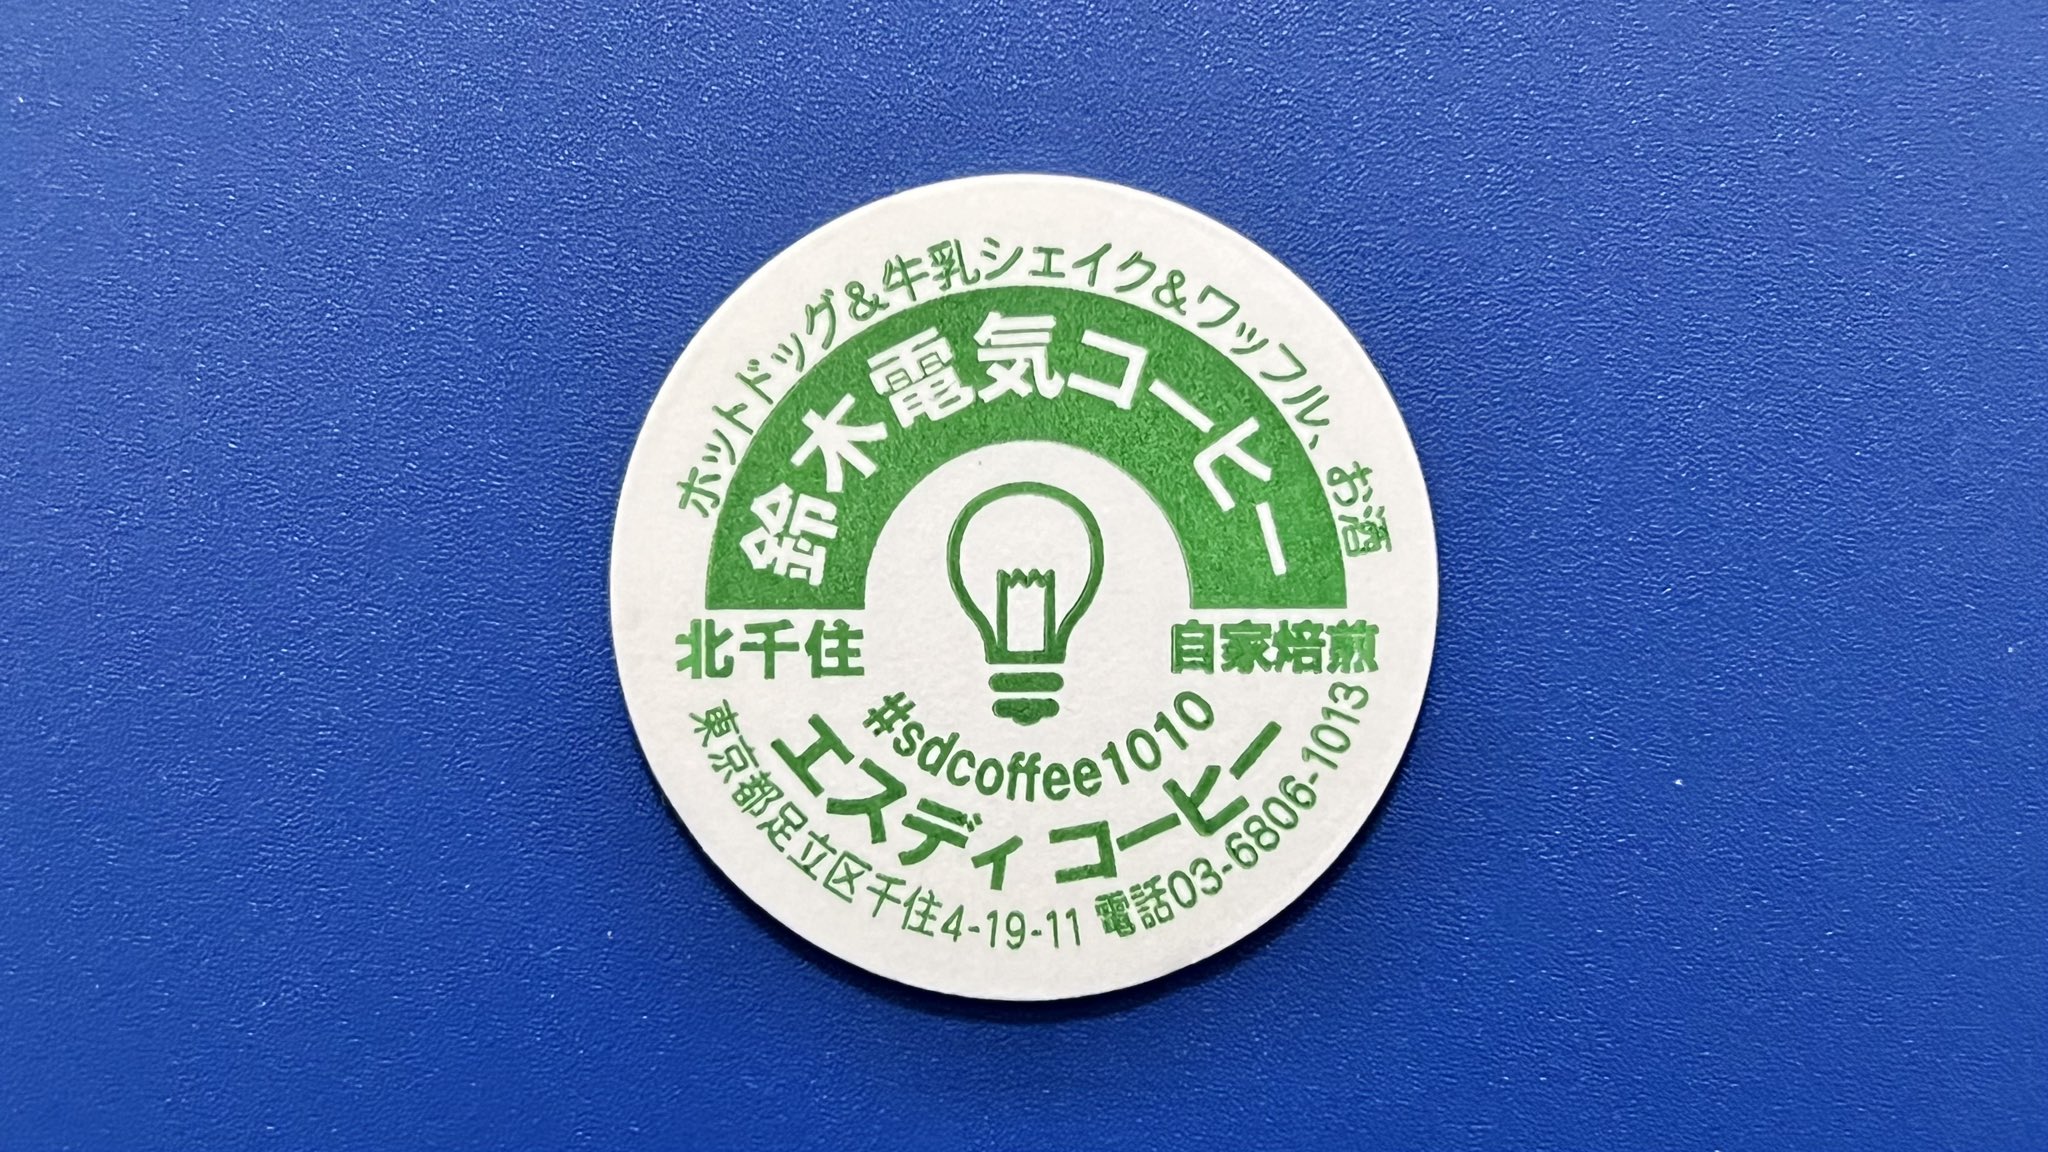 ホットドッグ&牛乳シェイク&ワッフル、お酒
鈴木電気コーヒー
北千住
自家焙煎
#sdcoffee1010
エスディコーヒー
東京都足立区千住4-19-11 電話03-6806-1013